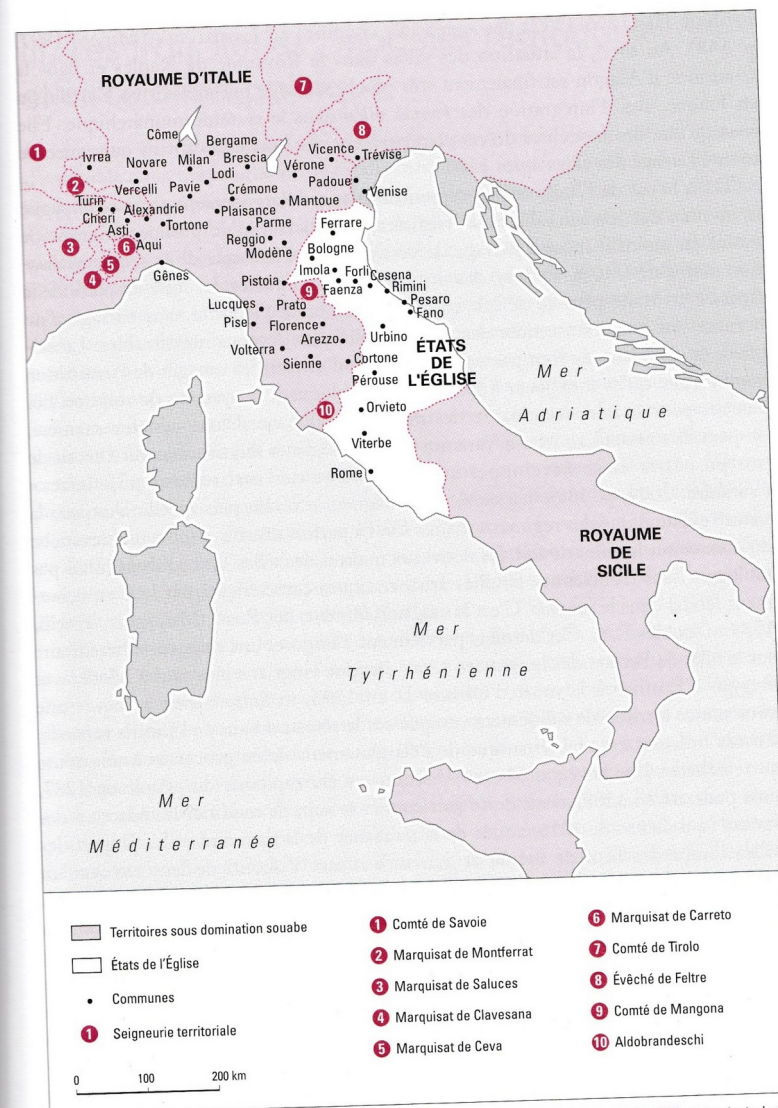 ROYAUME D'ITALIE
7
8
1
Côme
Bergame
Ivrea
Novare
Milan
Brescia
Vicence
Trévise
Lodi
Vérone
2
Vercelli
Pavie
Crémone
Padoue
Venise
Turin
Mantoue
Chieri
Alexandrie
Plaisance
Asti
Tortone
Parme
Ferrare
3
6
Aqui
Reggio
Modène
Bologne
5
4
Gênes
Imola
Forli
Cesena
Pistoia
9
Faenza
Rimini
Lucques
Prato
Pesaro
Fano
Pise
Florence
Urbino
Arezzo
Volterra
Sienne
Cortone
ÉTATS
DE
L'ÉGLISE
Pérouse
Mer
Adriatique
10
Orvieto
Viterbe
Rome
ROYAUME
DE
SICILE
Mer
Tyrrhénienne
Mer
Méditerranée
Territoires sous domination souabe
États de l'Église
Communes
1 Seigneurie territoriale
0 100 200 km
1 Comté de Savoie
2 Marquisat de Montferrat
3 Marquisat de Saluces
4 Marquisat de Clavesana
5 Marquisat de Ceva
6 Marquisat de Carreto
7 Comté de Tirolo
8 Évêché de Feltre
9 Comté de Mangona
10 Aldobrandeschi